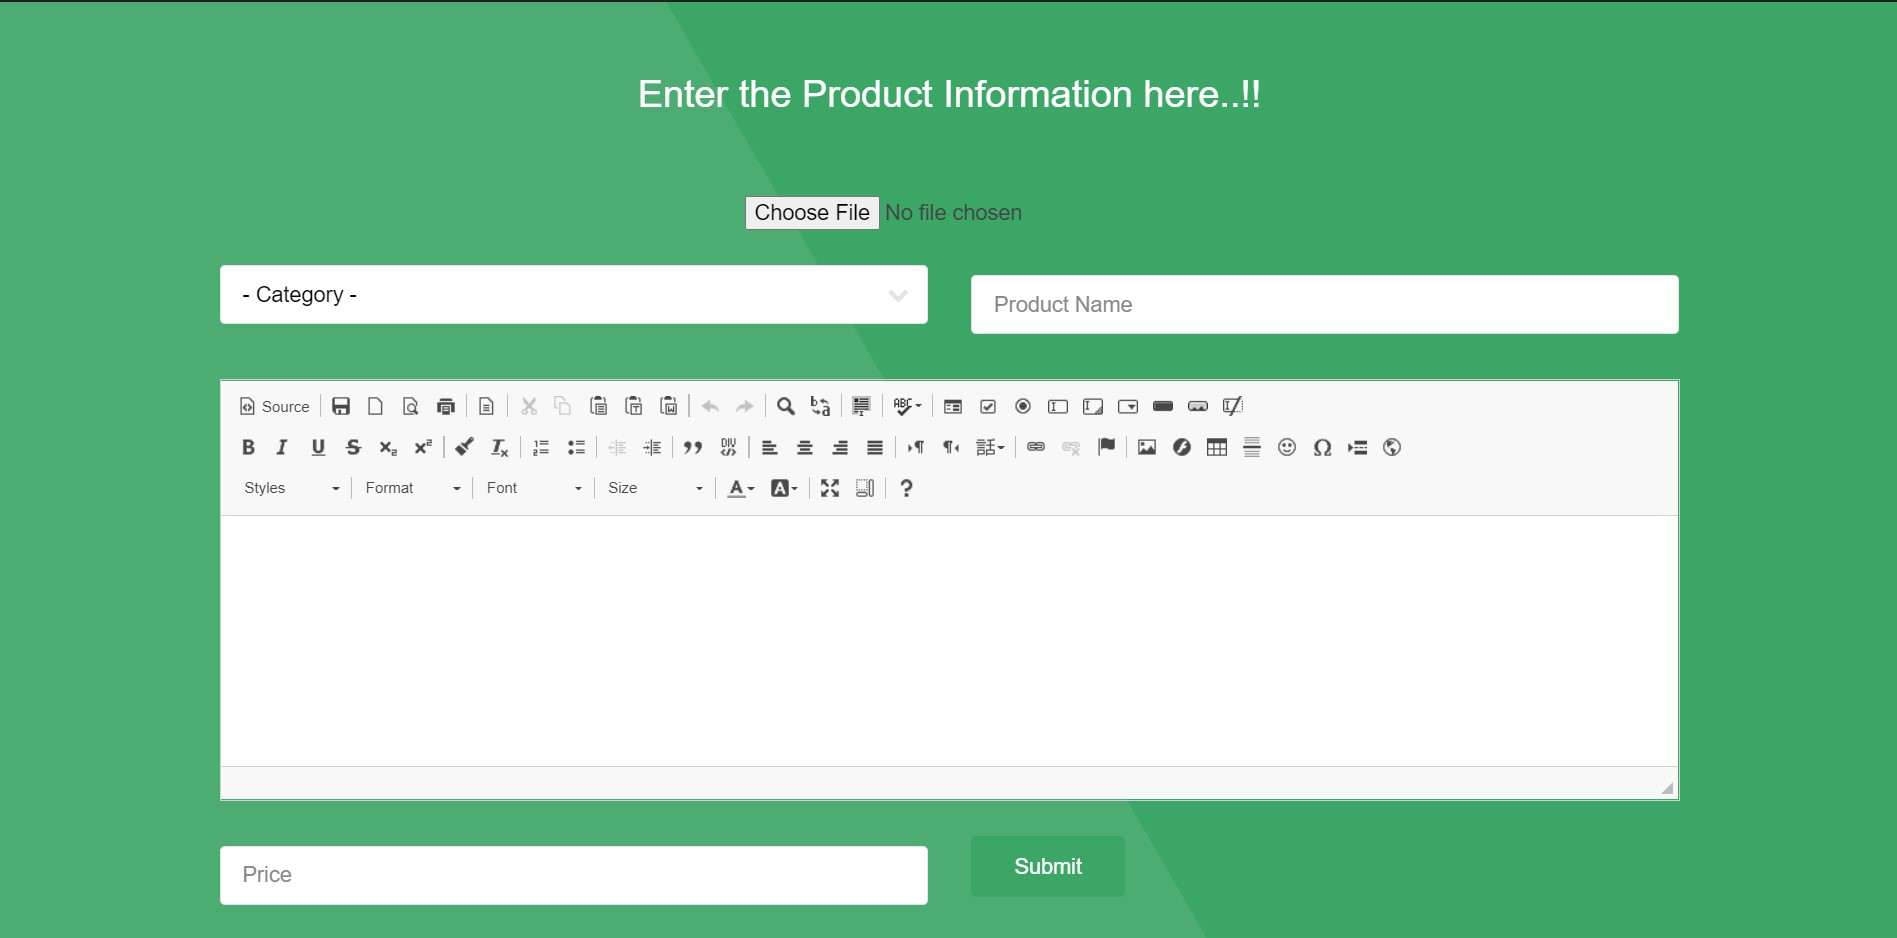 Enter the Product Information here..!!
Choose File No file chosen
- Category -
Product Name
Source
Styles Format Font Size
Price
Submit